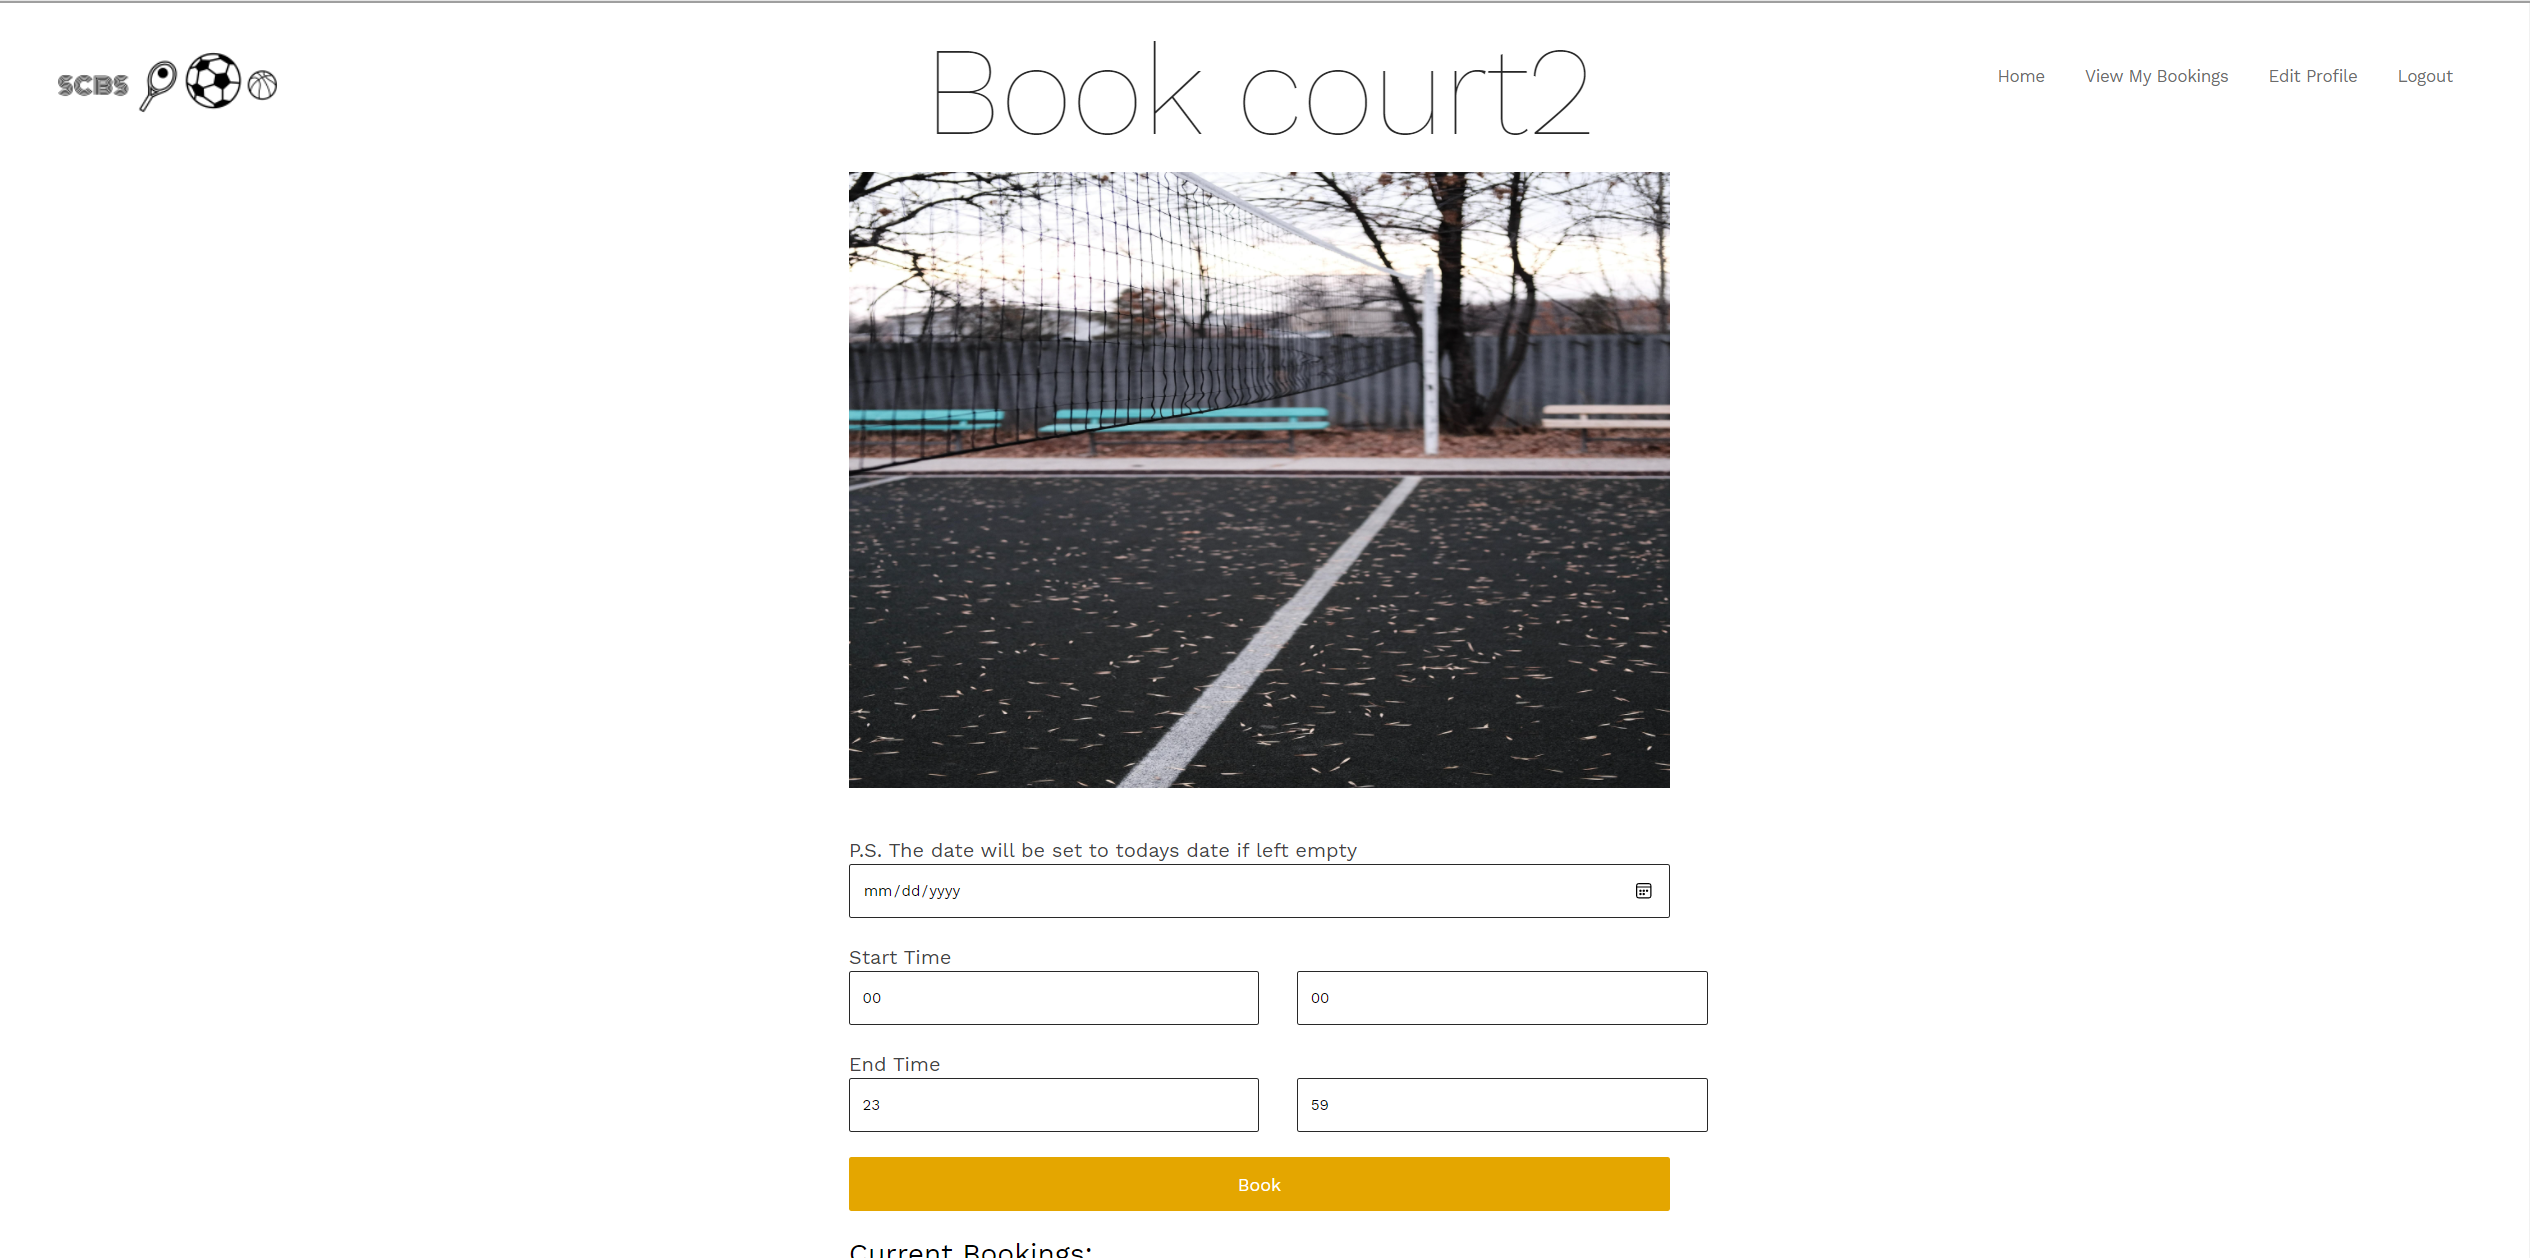 SCBS
Book court2
Home
View My Bookings
Edit Profile
Logout
P.S. The date will be set to todays date if left empty
mm/dd/yyyy
Start Time
00
00
End Time
23
59
Book
Current Bookings: